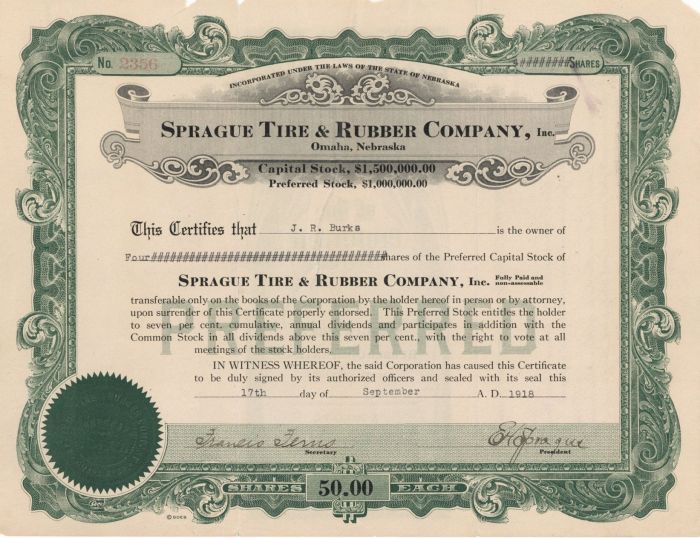 No. 2356
########SHARES
INCORPORATED UNDER THE LAWS OF THE STATE OF NEBRASKA
SPRAGUE TIRE & RUBBER COMPANY, Inc.
Omaha, Nebraska
Capital Stock, $1,500,000.00
Preferred Stock, $1,000,000.00
This Certifies that J. R. Burks is the owner of
Four################################shares of the Preferred Capital Stock of
SPRAGUE TIRE & RUBBER COMPANY, Inc. Fully Paid and non-assessable
transferable only on the books of the Corporation by the holder hereof in person or by attorney,
upon surrender of this Certificate properly endorsed. This Preferred Stock entitles the holder
to seven per cent. cumulative, annual dividends and participates in addition with the
Common Stock in all dividends above this seven per cent., with the right to vote at all
meetings of the stock holders.
PREFERRED
IN WITNESS WHEREOF, the said Corporation has caused this Certificate
to be duly signed by its authorized officers and sealed with its seal this
17th day of September A. D. 1918
Francis Ferns
Secretary
E H Sprague
President
SHARES 50.00 EACH
© GOES